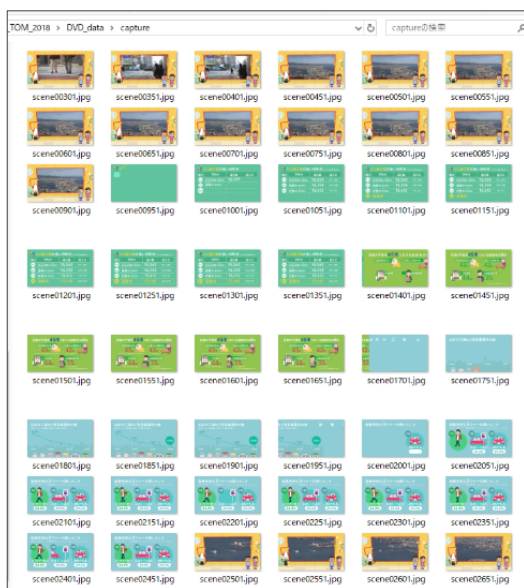 _TOM_2018 › DVD_data › capture
captureの検索
scene00301.jpg scene00351.jpg scene00401.jpg scene00451.jpg scene00501.jpg scene00551.jpg
scene00601.jpg scene00651.jpg scene00701.jpg scene00751.jpg scene00801.jpg scene00851.jpg
scene00901.jpg scene00951.jpg scene01001.jpg scene01051.jpg scene01101.jpg scene01151.jpg
scene01201.jpg scene01251.jpg scene01301.jpg scene01351.jpg scene01401.jpg scene01451.jpg
scene01501.jpg scene01551.jpg scene01601.jpg scene01651.jpg scene01701.jpg scene01751.jpg
scene01801.jpg scene01851.jpg scene01901.jpg scene01951.jpg scene02001.jpg scene02051.jpg
scene02101.jpg scene02151.jpg scene02201.jpg scene02251.jpg scene02301.jpg scene02351.jpg
scene02401.jpg scene02451.jpg scene02501.jpg scene02551.jpg scene02601.jpg scene02651.jpg